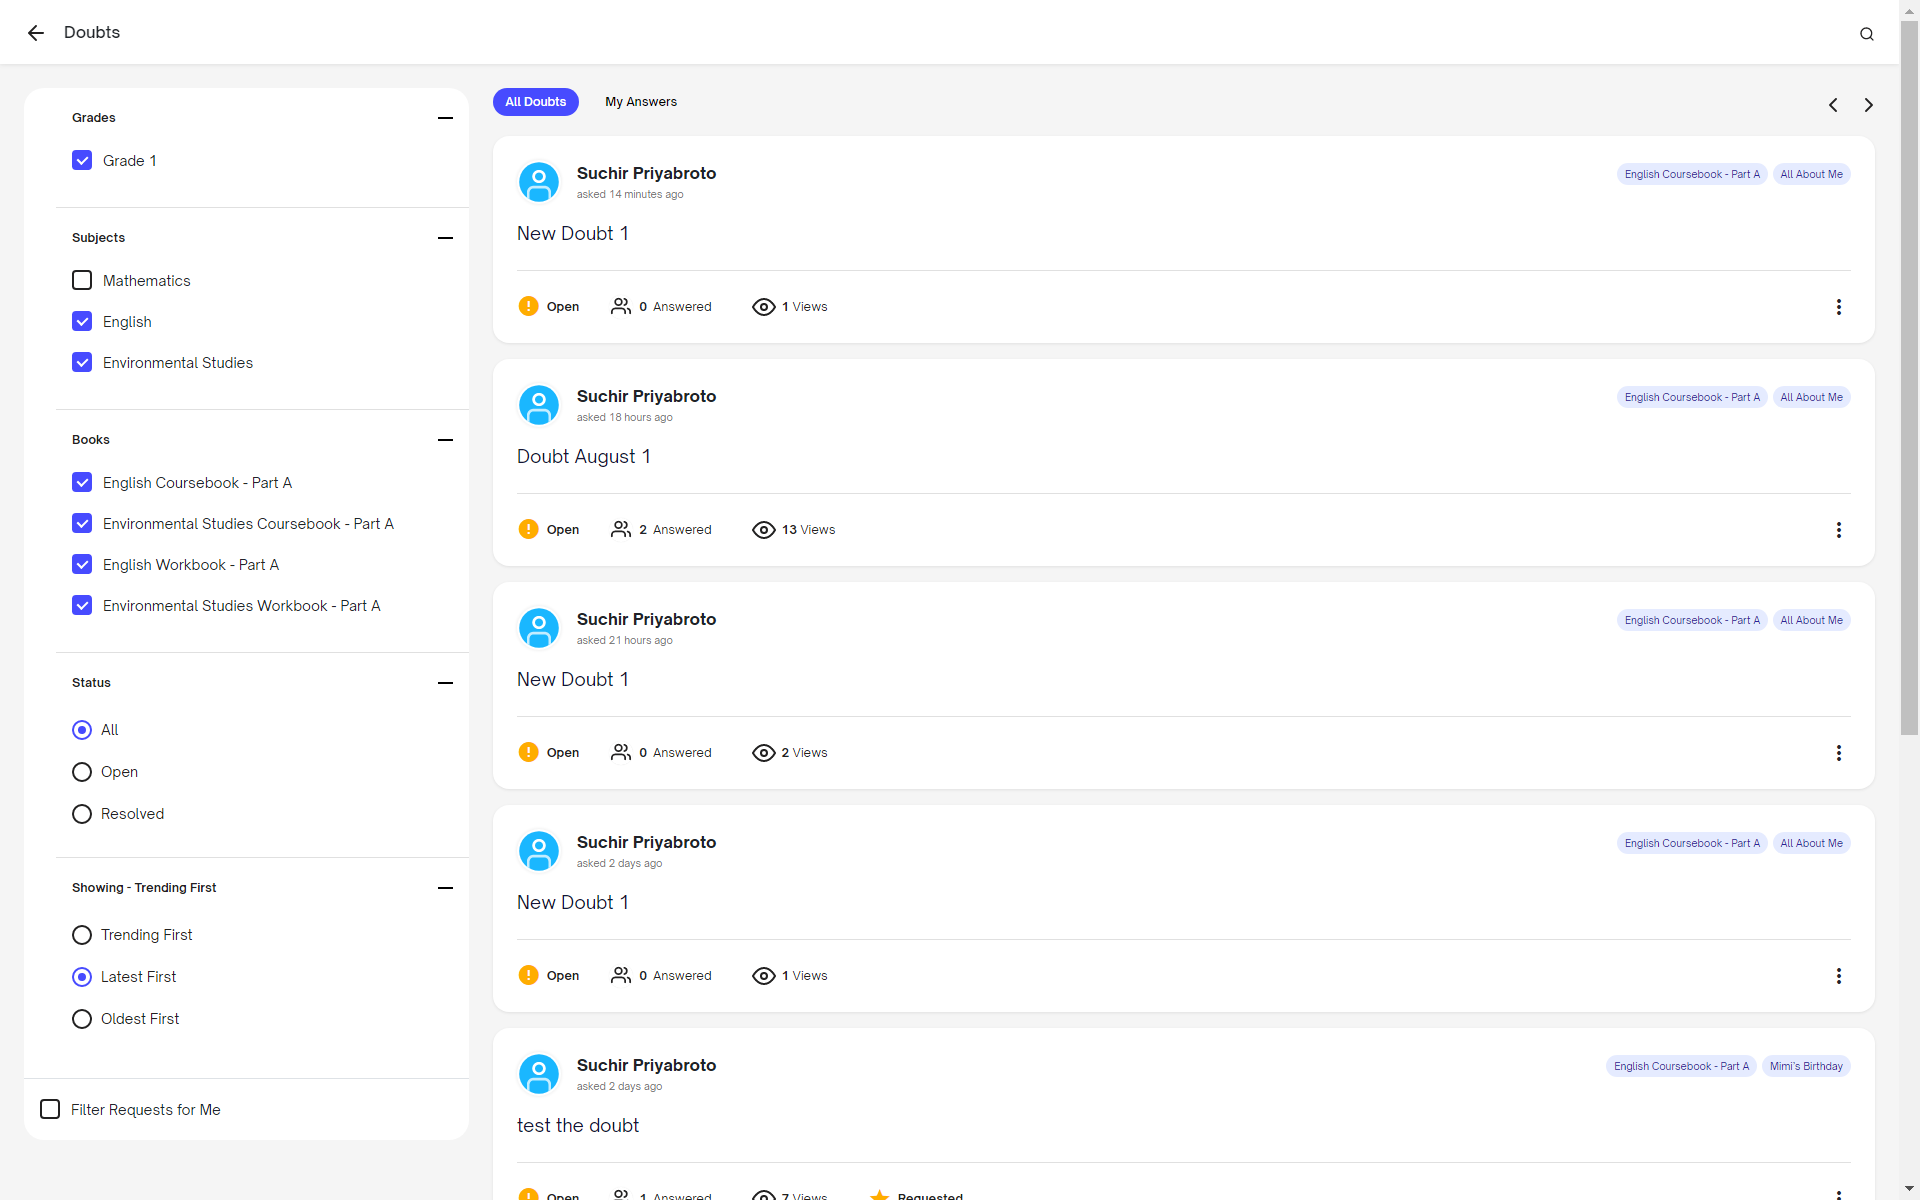 Doubts
Grades
Grade 1
Subjects
Mathematics
English
Environmental Studies
Books
English Coursebook - Part A
Environmental Studies Coursebook - Part A
English Workbook - Part A
Environmental Studies Workbook - Part A
Status
All
Open
Resolved
Showing - Trending First
Trending First
Latest First
Oldest First
Filter Requests for Me
All Doubts My Answers
Suchir Priyabroto English Coursebook - Part A All About Me
asked 14 minutes ago
New Doubt 1
Open 0 Answered 1 Views
Suchir Priyabroto English Coursebook - Part A All About Me
asked 18 hours ago
Doubt August 1
Open 2 Answered 13 Views
Suchir Priyabroto English Coursebook - Part A All About Me
asked 21 hours ago
New Doubt 1
Open 0 Answered 2 Views
Suchir Priyabroto English Coursebook - Part A All About Me
asked 2 days ago
New Doubt 1
Open 0 Answered 1 Views
Suchir Priyabroto English Coursebook - Part A Mimi's Birthday
asked 2 days ago
test the doubt
Open 1 Answered 7 Views Requested